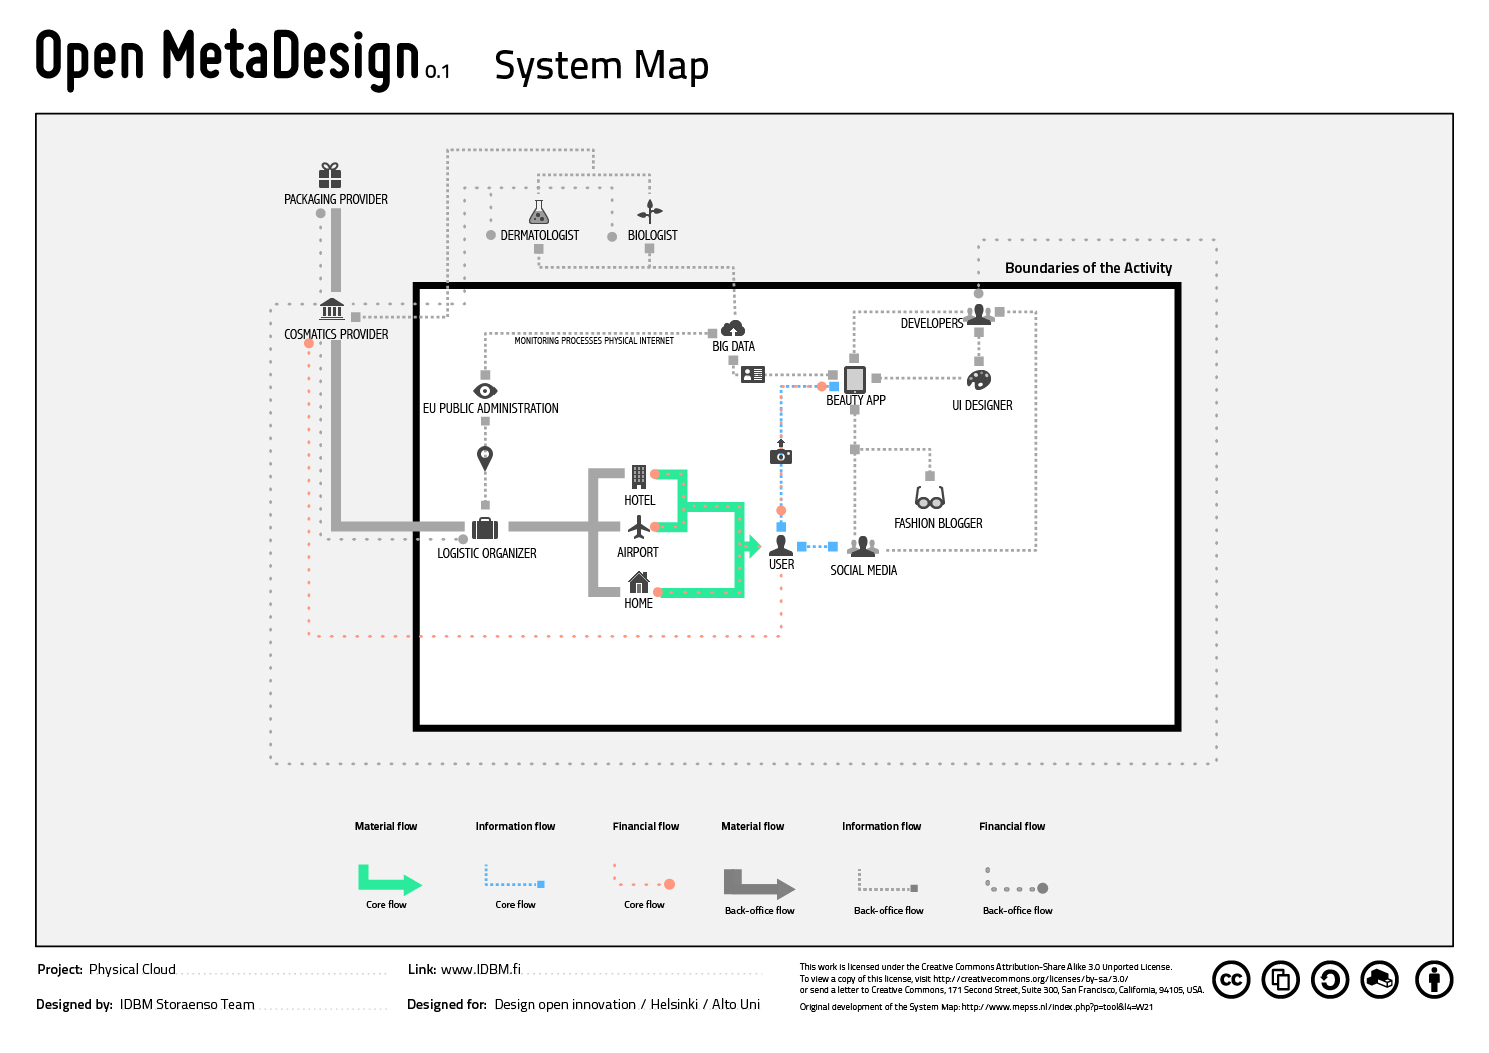 Open MetaDesign 0.1 System Map
PACKAGING PROVIDER
DERMATOLOGIST
BIOLOGIST
Boundaries of the Activity
COSMATICS PROVIDER
DEVELOPERS
MONITORING PROCESSES PHYSICAL INTERNET
BIG DATA
EU PUBLIC ADMINISTRATION
BEAUTY APP
UI DESIGNER
HOTEL
FASHION BLOGGER
LOGISTIC ORGANIZER
AIRPORT
USER
SOCIAL MEDIA
HOME
Material flow
Information flow
Financial flow
Material flow
Information flow
Financial flow
Core flow
Core flow
Core flow
Back-office flow
Back-office flow
Back-office flow
Project: Physical Cloud
Link: www.IDBM.fi
Designed by: IDBM Storaenso Team
Designed for: Design open innovation / Helsinki / Alto Uni
This work is licensed under the Creative Commons Attribution-Share Alike 3.0 Unported License.
To view a copy of this license, visit http://creativecommons.org/licenses/by-sa/3.0/
or send a letter to Creative Commons, 171 Second Street, Suite 300, San Francisco, California, 94105, USA.
Original development of the System Map: http://www.mepss.nl/index.php?p=tool&l4=W21
cc